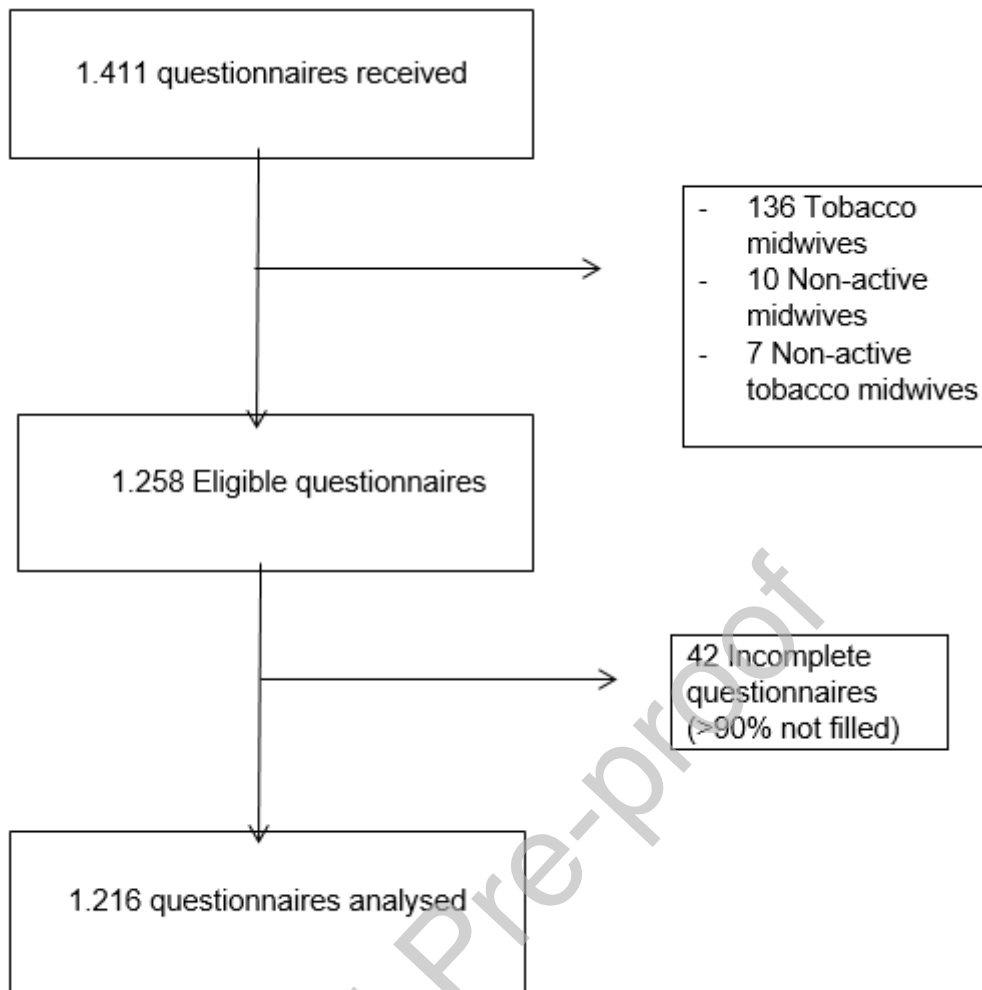 1.411 questionnaires received
- 136 Tobacco
midwives
- 10 Non-active
midwives
- 7 Non-active
tobacco midwives
1.258 Eligible questionnaires
42 Incomplete
questionnaires
(>90% not filled)
1.216 questionnaires analysed
Pre-proof